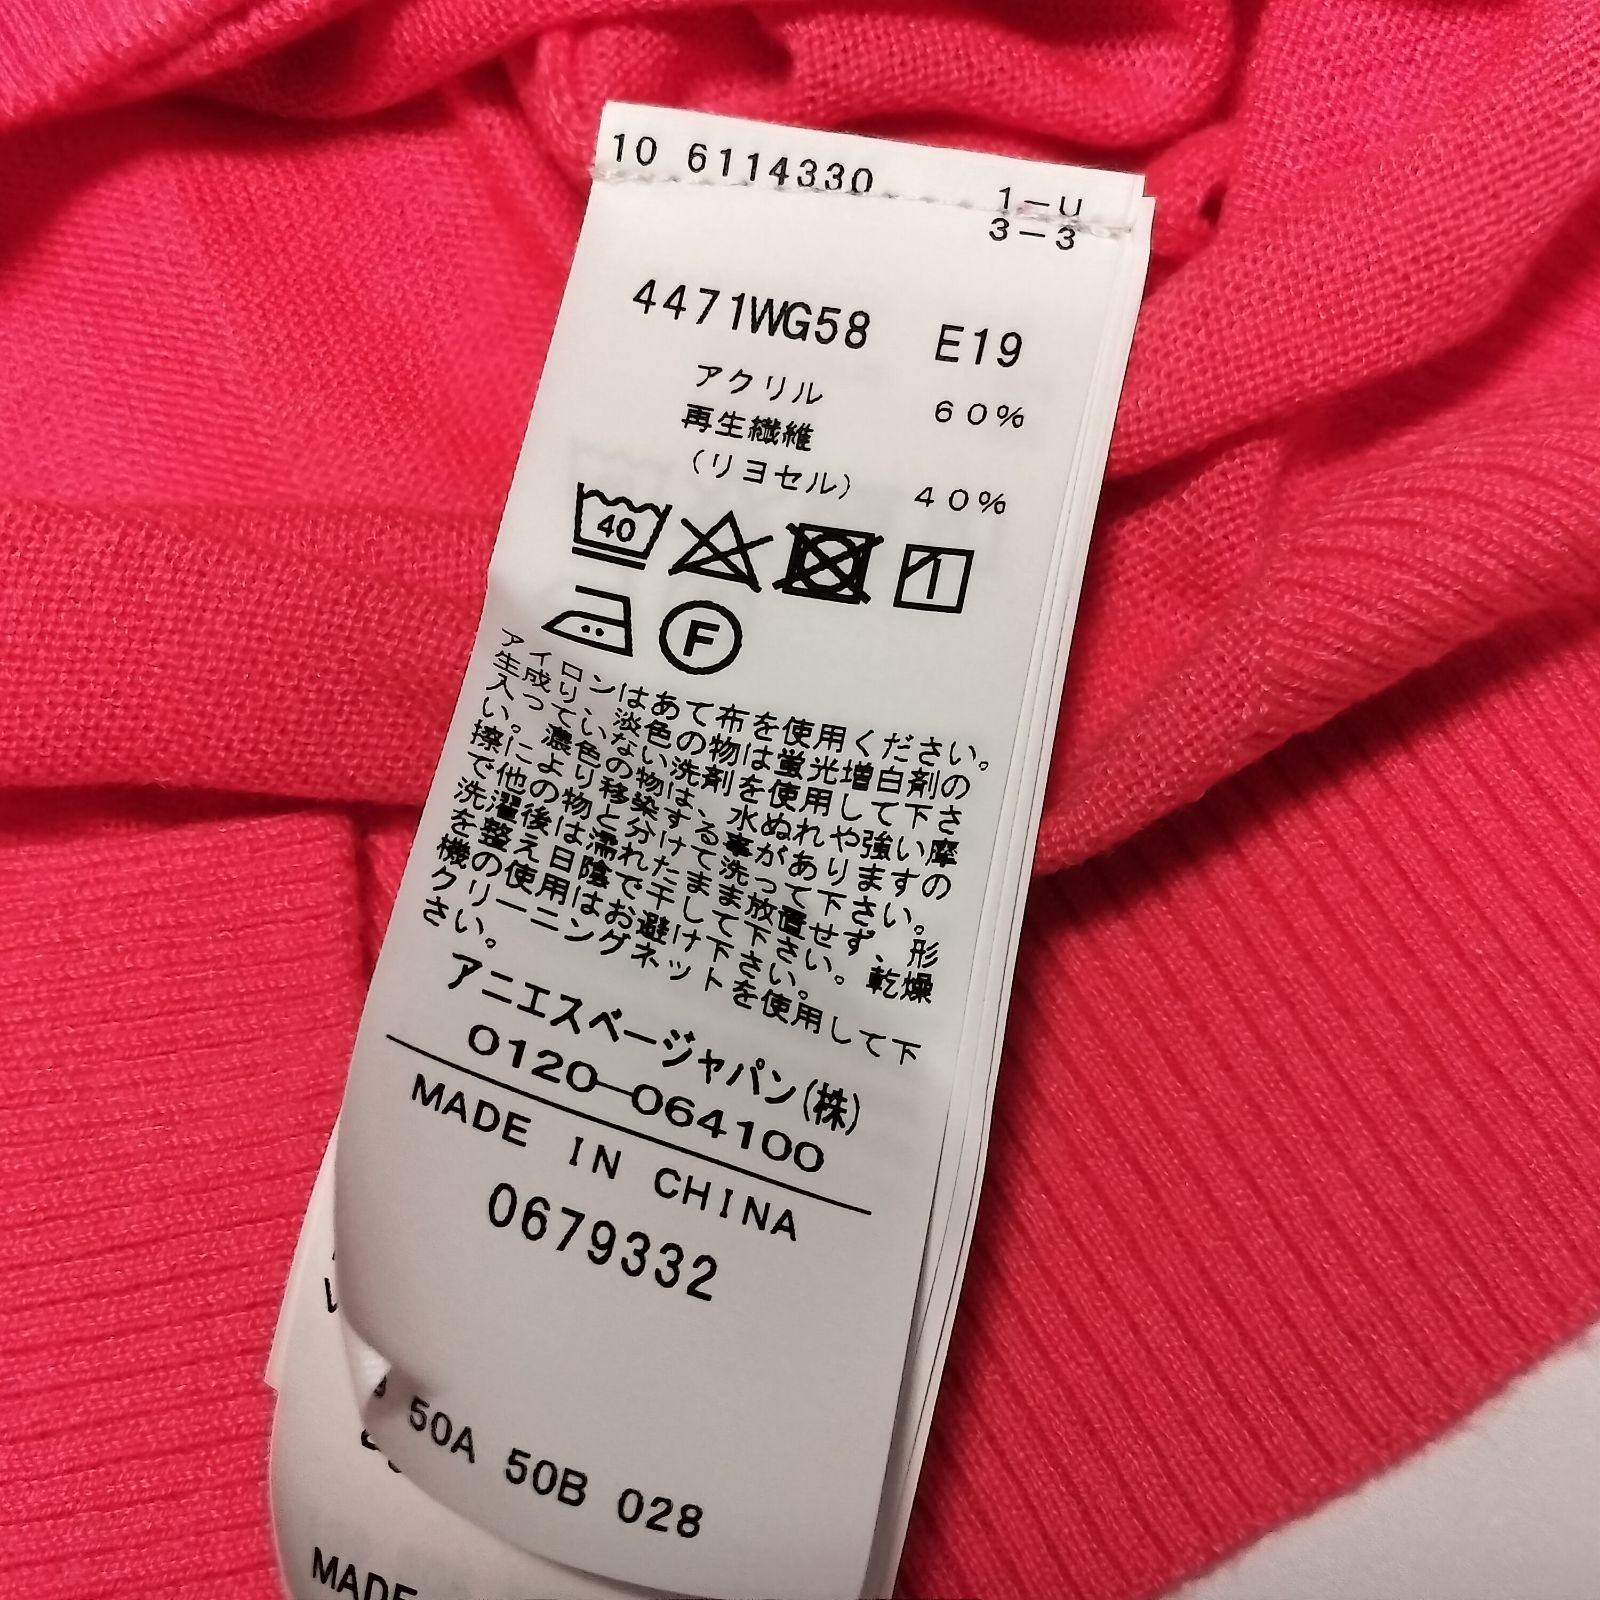 10 6114330
1-U
3-3
4471WG58 E19
アクリル 60%
再生繊維
(リヨセル) 40%
40
1
F
アイロンはあて布を使用ください。
生成り、淡色の物は蛍光増白剤の
入っていない洗剤を使用して下さ
い。濃色の物は、水ぬれや強い摩
擦により移染する事がありますの
で他の物と分けて洗って下さい。
洗濯後は濡れたまま放置せず、形
を整え日陰で干して下さい。乾燥
機の使用はお避け下さい。
クリーニングネットを使用して下
さい。
アニエスベージャパン(株)
0120-064100
MADE IN CHINA
0679332
50A 50B 028
MADE